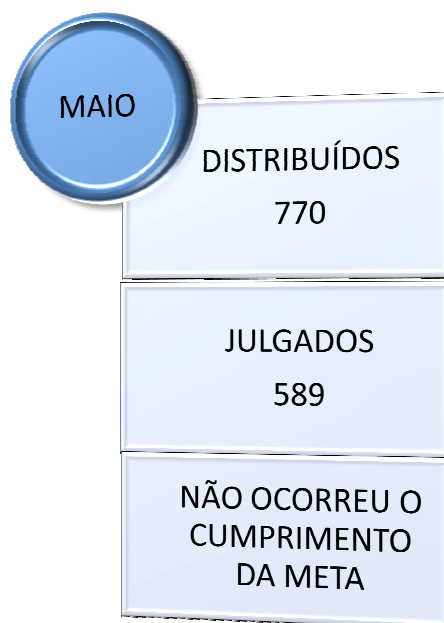 MAIO
DISTRIBUÍDOS
770
JULGADOS
589
NÃO OCORREU O
CUMPRIMENTO
DA META